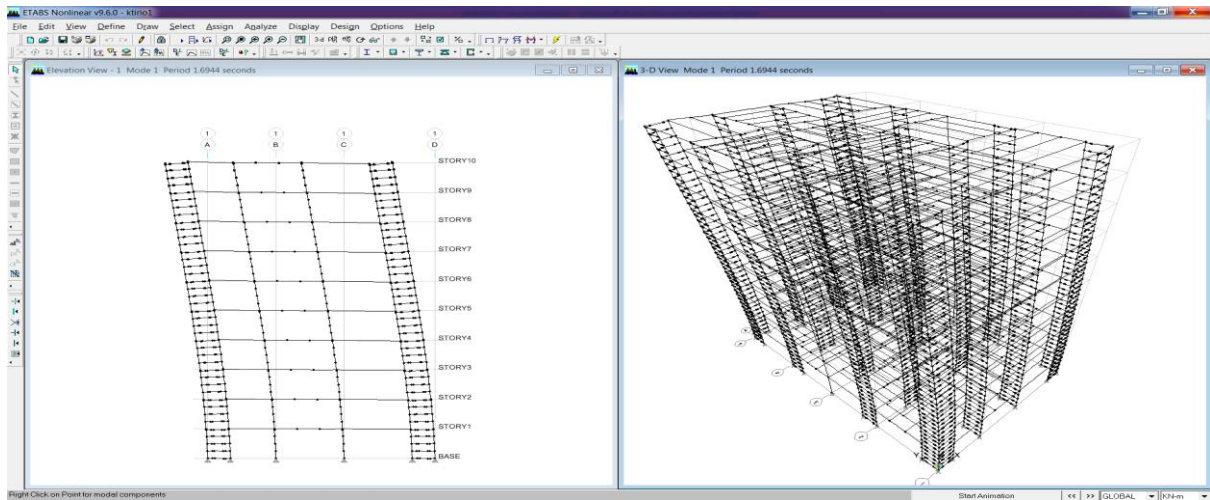 ETABS Nonlinear v9.6.0 - ktirio1
File Edit View Define Draw Select Assign Analyze Display Design Options Help
Elevation View - 1 Mode 1 Period 1.6944 seconds
3-D View Mode 1 Period 1.6944 seconds
1 1 1 1
A B C D
STORY10
STORY9
STORY8
STORY7
STORY6
STORY5
STORY4
STORY3
STORY2
STORY1
BASE
Right Click on Point for modal components
Start Animation << >> GLOBAL KN-m